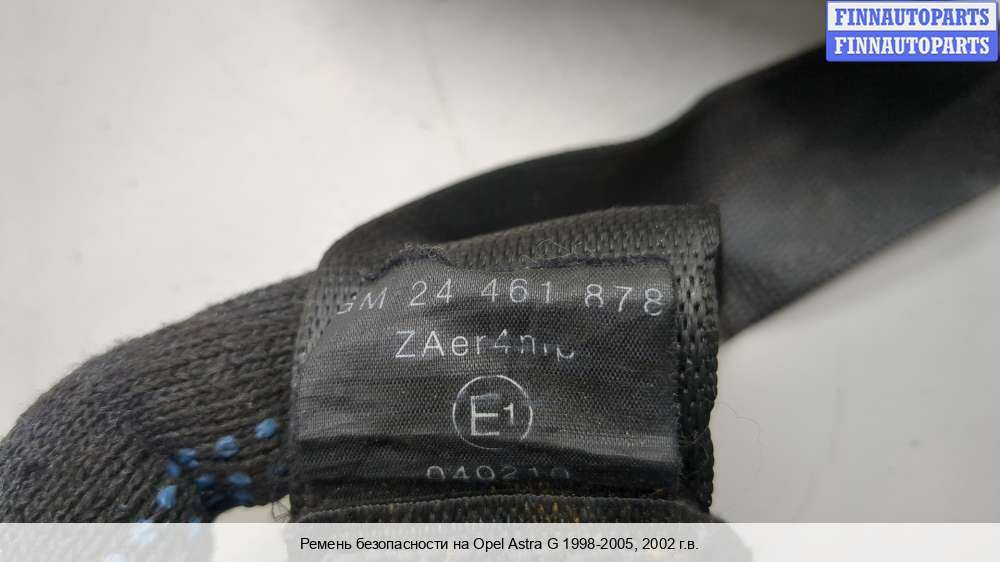 FINNAUTOPARTS
FINNAUTOPARTS
GM 24 461 878
E1
Ремень безопасности на Opel Astra G 1998-2005, 2002 г.в.